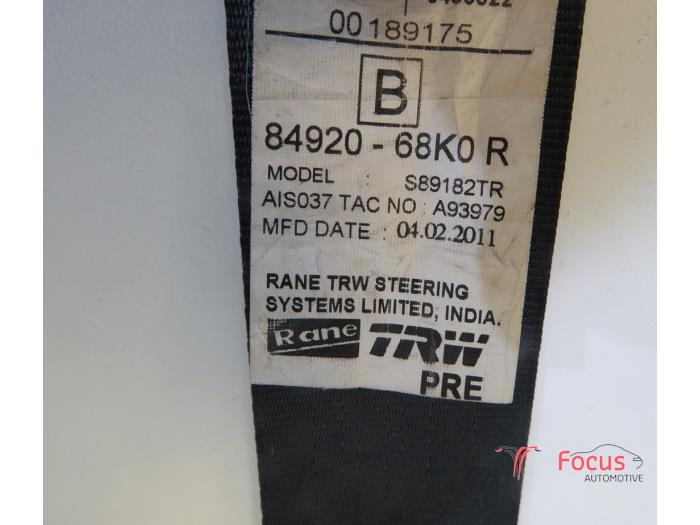 00189175
B
84920 - 68K0 R
MODEL : S89182TR
AIS037 TAC NO : A93979
MFD DATE : 04.02.2011
RANE TRW STEERING
SYSTEMS LIMITED, INDIA.
Rane TRW
PRE
Focus
AUTOMOTIVE